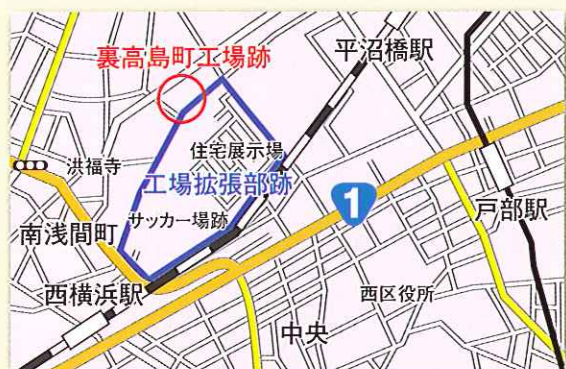 裏高島町工場跡
平沼橋駅
洪福寺
住宅展示場
工場拡張部跡
サッカー場跡
1
戸部駅
南浅間町
西横浜駅
西区役所
中央